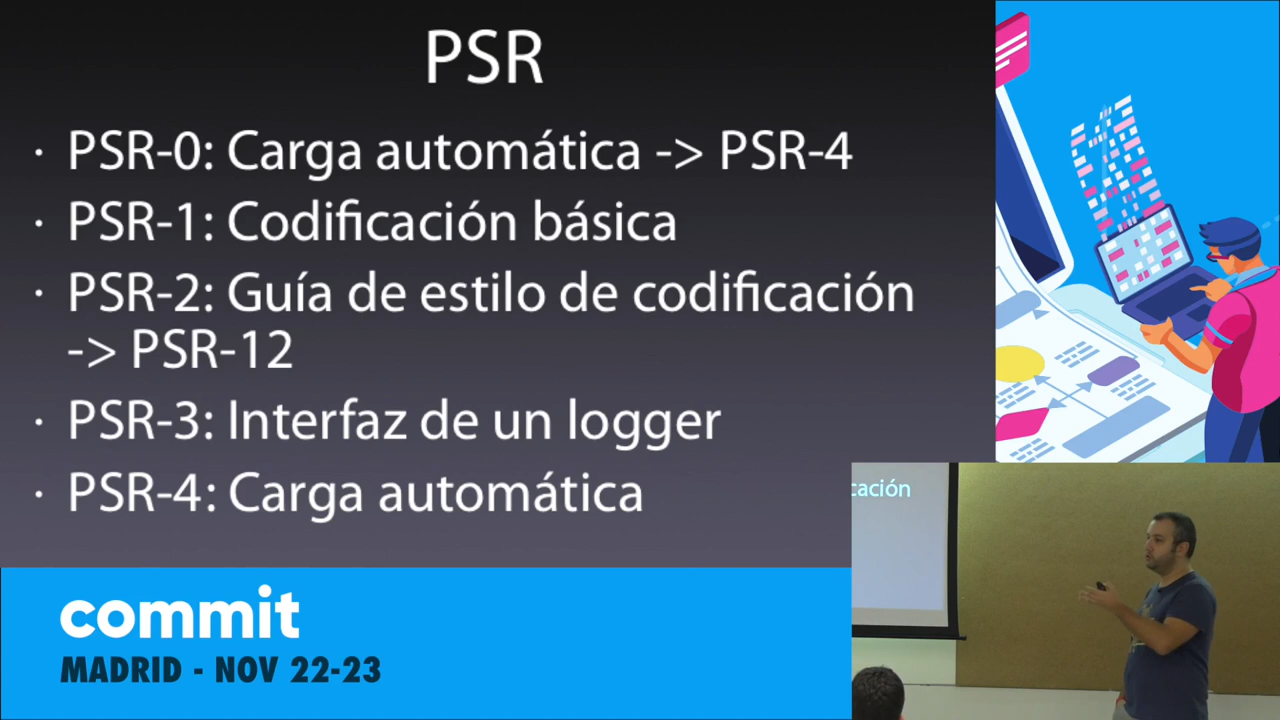 PSR
· PSR-0: Carga automática -> PSR-4
· PSR-1: Codificación básica
· PSR-2: Guía de estilo de codificación
-> PSR-12
· PSR-3: Interfaz de un logger
· PSR-4: Carga automática
cación
commit
MADRID - NOV 22-23